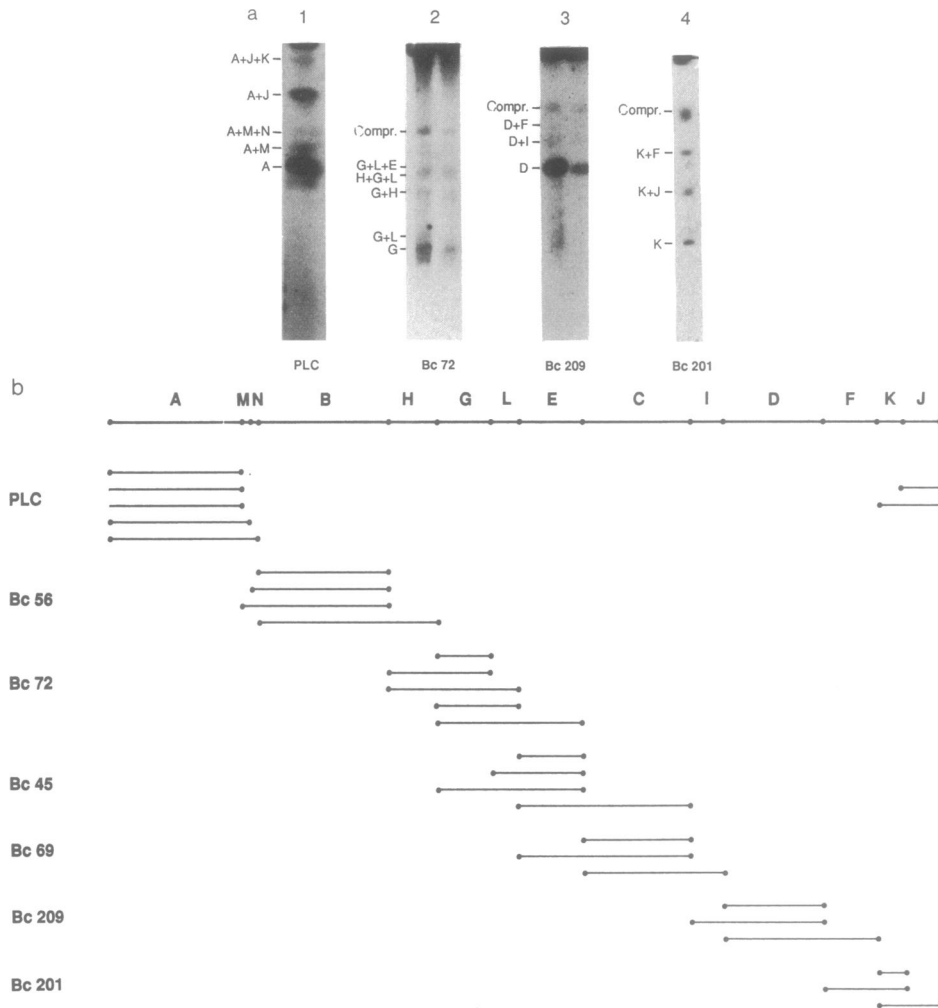 a 1 2 3 4
A+J+K
A+J
A+M+N
A+M
A
Compr.
G+L+E
H+G+L
G+H
G+L
G
Compr.
D+F
D+I
D
Compr.
K+F
K+J
K
PLC Bc 72 Bc 209 Bc 201
b
A M N B H G L E C I D F K J
PLC
Bc 56
Bc 72
Bc 45
Bc 69
Bc 209
Bc 201